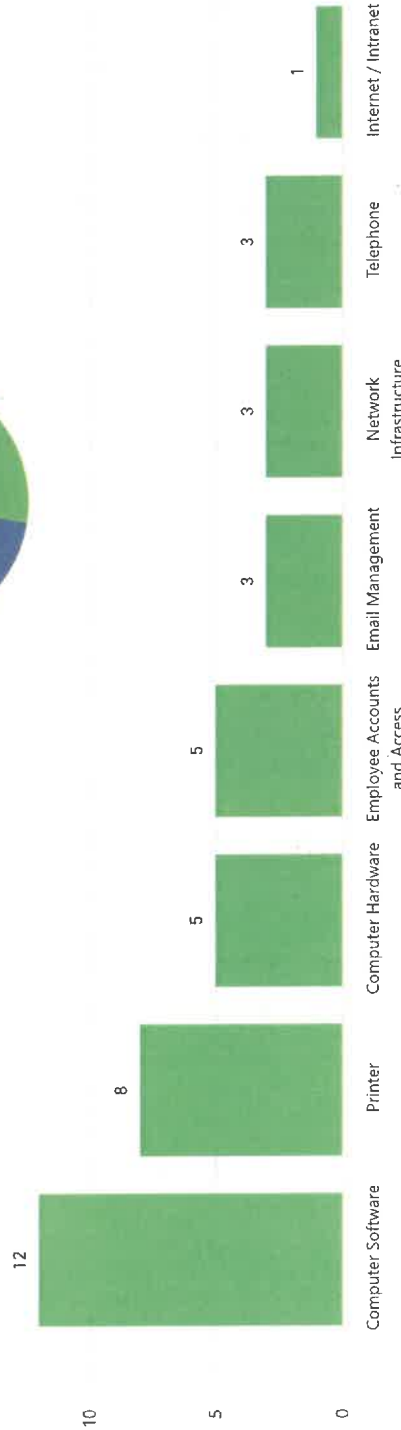 12
8
5
5
3
3
3
1
10
5
0
Computer Software
Printer
Computer Hardware
Employee Accounts
and Access
Email Management
Network
Infrastructure
Telephone
Internet / Intranet